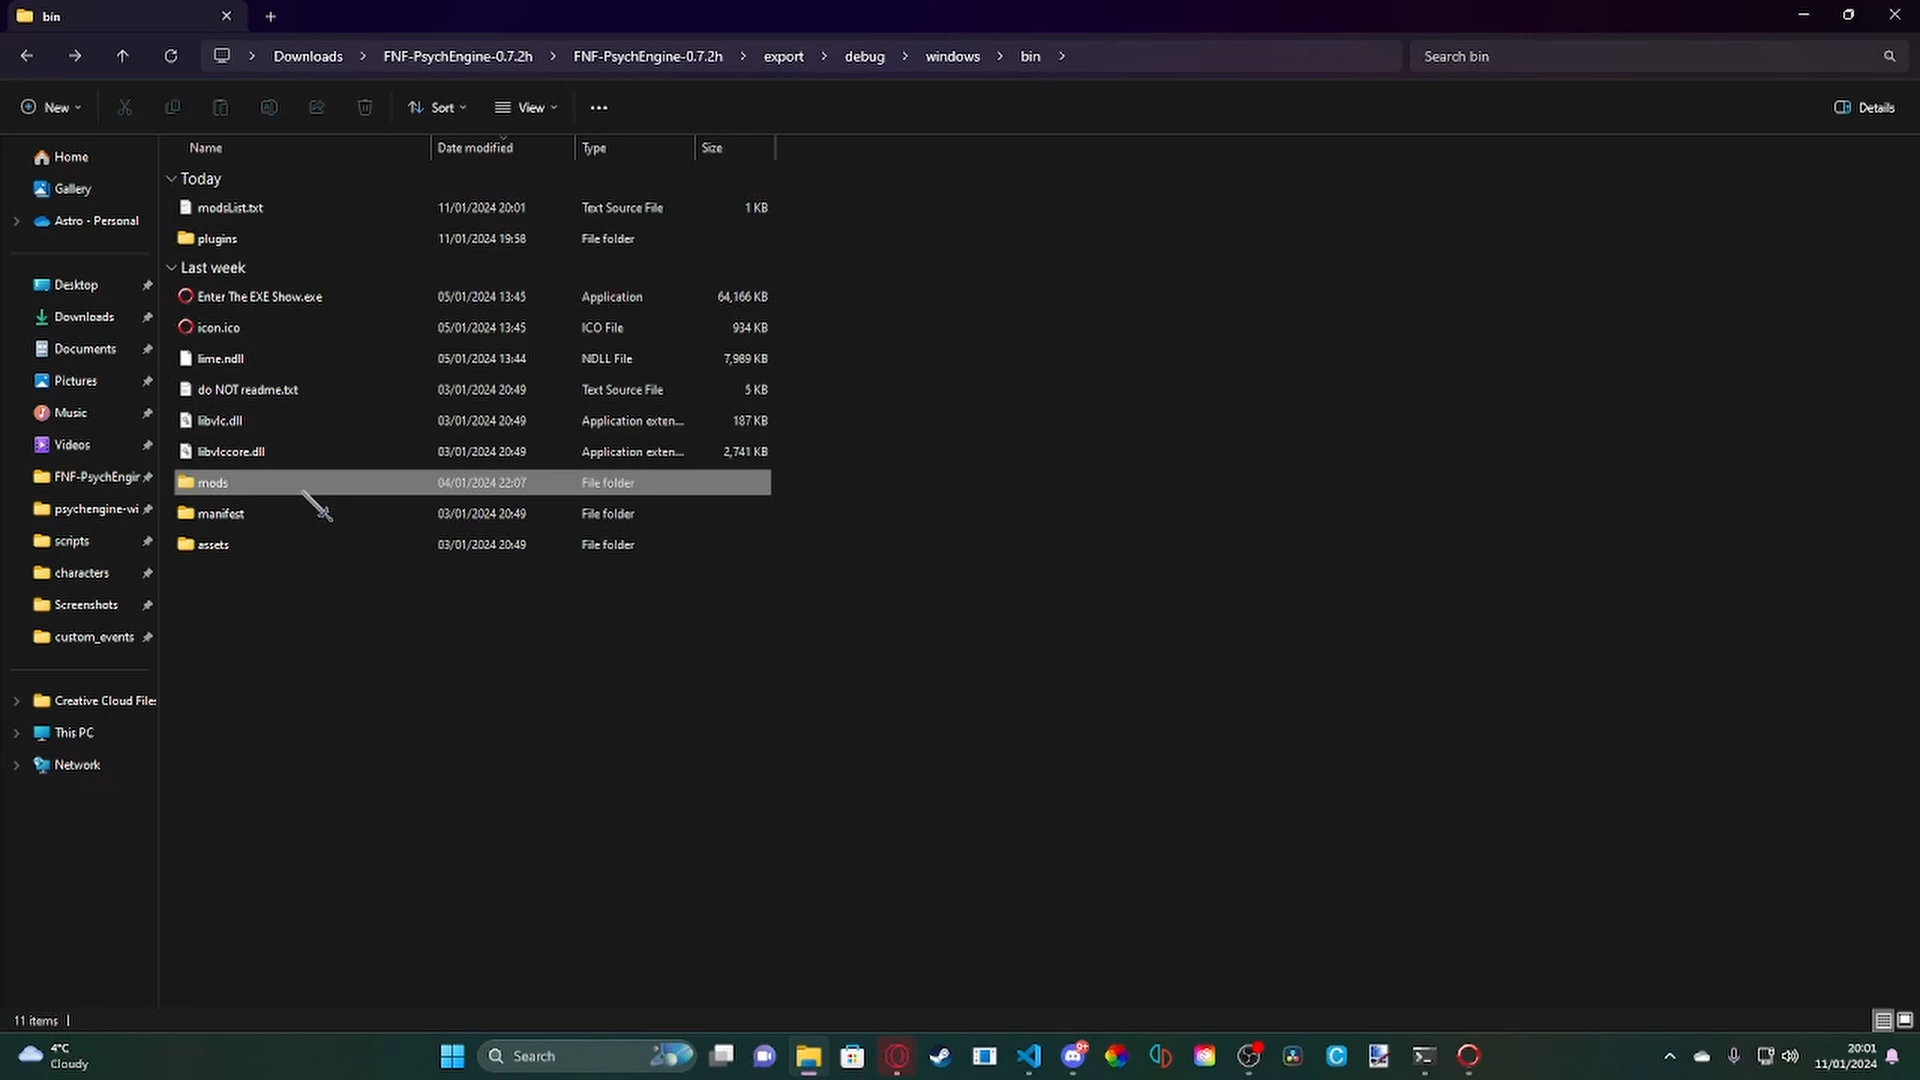 bin
Downloads > FNF-PsychEngine-0.7.2h > FNF-PsychEngine-0.7.2h > export > debug > windows > bin >
Search bin
New
Sort
View
Details
Name Date modified Type Size
Today
modsList.txt 11/01/2024 20:01 Text Source File 1 KB
plugins 11/01/2024 19:58 File folder
Last week
Enter The EXE Show.exe 05/01/2024 13:45 Application 64,166 KB
icon.ico 05/01/2024 13:45 ICO File 934 KB
lime.ndll 05/01/2024 13:44 NDLL File 7,989 KB
do NOT readme.txt 03/01/2024 20:49 Text Source File 5 KB
libvlc.dll 03/01/2024 20:49 Application exten... 187 KB
libvlccore.dll 03/01/2024 20:49 Application exten... 2,741 KB
mods 04/01/2024 22:07 File folder
manifest 03/01/2024 20:49 File folder
assets 03/01/2024 20:49 File folder
Home
Gallery
Astro - Personal
Desktop
Downloads
Documents
Pictures
Music
Videos
FNF-PsychEngir
psychengine-wi
scripts
characters
Screenshots
custom_events
Creative Cloud Files
This PC
Network
11 items
4°C
Cloudy
Search
9+
20:01
11/01/2024